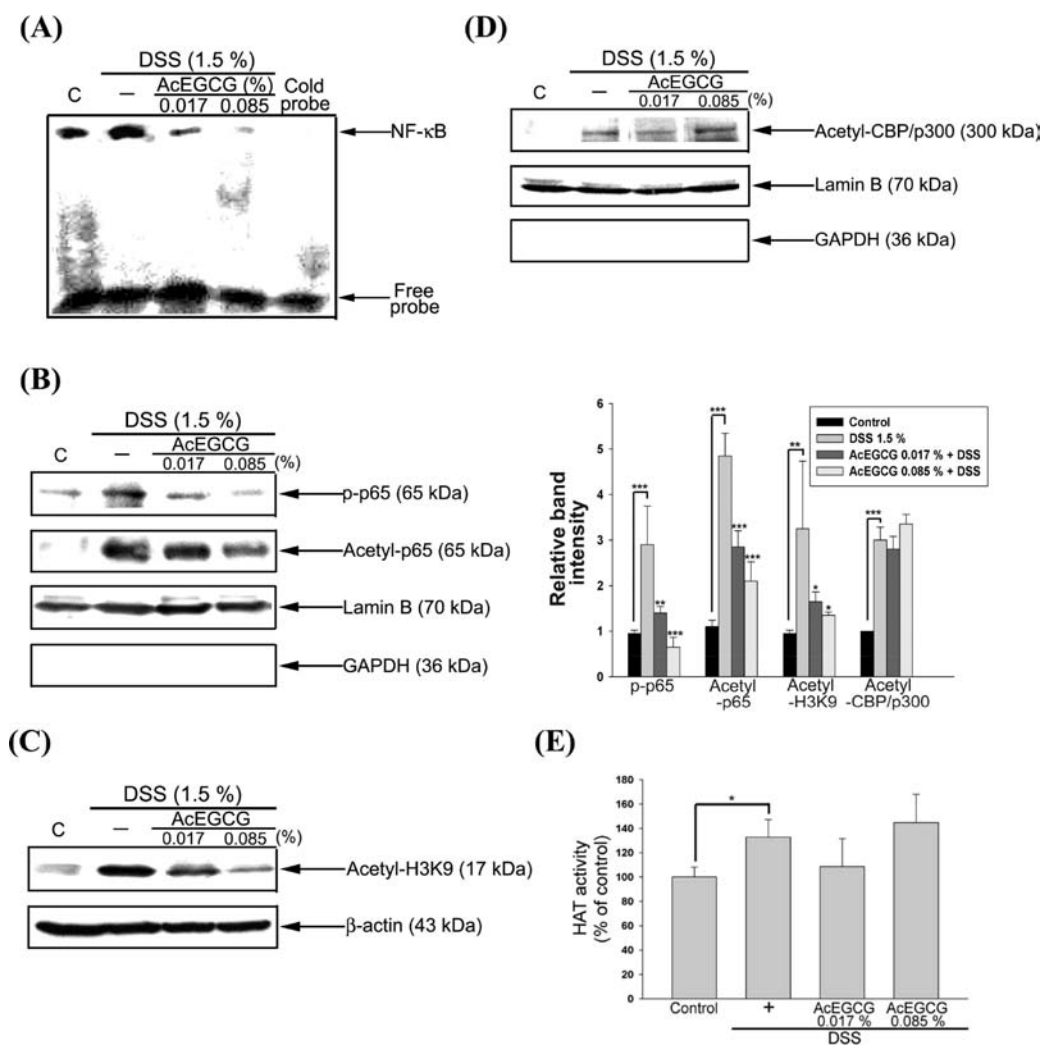 (A)
DSS (1.5 %)
C
–
AcEGCG (%)
0.017 0.085
Cold
probe
NF-κB
Free
probe
(B)
DSS (1.5 %)
AcEGCG
C
–
0.017 0.085 (%)
p-p65 (65 kDa)
Acetyl-p65 (65 kDa)
Lamin B (70 kDa)
GAPDH (36 kDa)
(C)
DSS (1.5 %)
AcEGCG
C
–
0.017 0.085 (%)
Acetyl-H3K9 (17 kDa)
β-actin (43 kDa)
(D)
DSS (1.5 %)
AcEGCG
C
–
0.017 0.085 (%)
Acetyl-CBP/p300 (300 kDa)
Lamin B (70 kDa)
GAPDH (36 kDa)
Relative band
intensity
6
5
4
3
2
1
0
Control
DSS 1.5 %
AcEGCG 0.017 % + DSS
AcEGCG 0.085 % + DSS
*** ** ***
*** *** ***
** * *
***
p-p65
Acetyl
-p65
Acetyl
-H3K9
Acetyl
-CBP/p300
(E)
HAT activity
(% of control)
180
160
140
120
100
80
60
40
20
0
*
Control
+
AcEGCG
0.017 %
AcEGCG
0.085 %
DSS